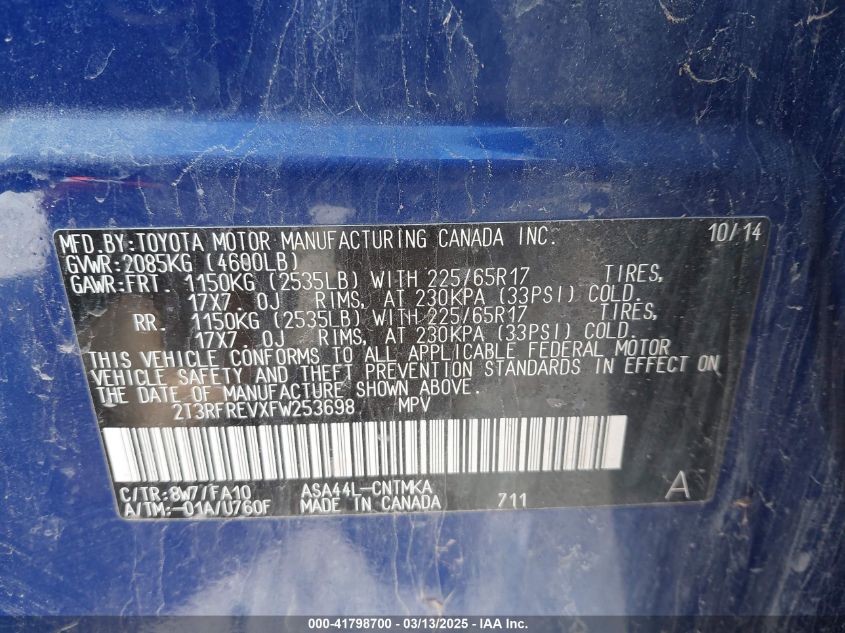 MFD.BY:TOYOTA MOTOR MANUFACTURING CANADA INC. 10/14
GVWR:2085KG (4600LB)
GAWR:FRT. 1150KG (2535LB) WITH 225/65R17 TIRES,
17X7.0J RIMS, AT 230KPA (33PSI) COLD.
RR. 1150KG (2535LB) WITH 225/65R17 TIRES,
17X7.0J RIMS, AT 230KPA (33PSI) COLD.
THIS VEHICLE CONFORMS TO ALL APPLICABLE FEDERAL MOTOR
VEHICLE SAFETY AND THEFT PREVENTION STANDARDS IN EFFECT ON
THE DATE OF MANUFACTURE SHOWN ABOVE.
2T3RFREVXFW253698 MPV
C/TR:8W7/FA10 ASA44L-CNTMKA
A/TM:-01A/U760F MADE IN CANADA 711 A
000-41798700 - 03/13/2025 - IAA Inc.